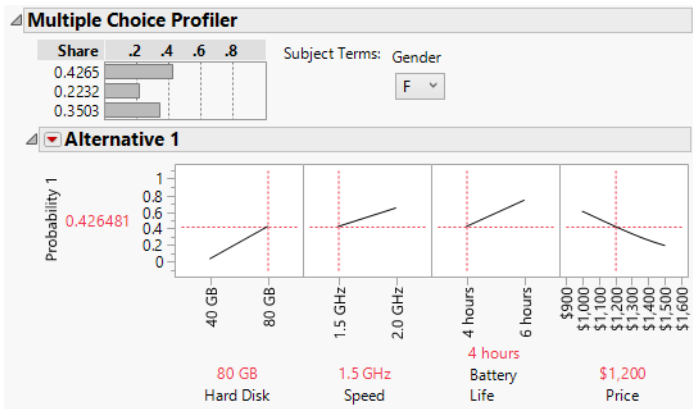 Multiple Choice Profiler
Share .2 .4 .6 .8
0.4265
0.2232
0.3503
Subject Terms: Gender
F
Alternative 1
Probability 1
0.426481
1
0.8
0.6
0.4
0.2
0
40 GB
80 GB
1.5 GHz
2.0 GHz
4 hours
6 hours
$900
$1,000
$1,100
$1,200
$1,300
$1,400
$1,500
$1,600
80 GB
Hard Disk
1.5 GHz
Speed
4 hours
Battery
Life
$1,200
Price